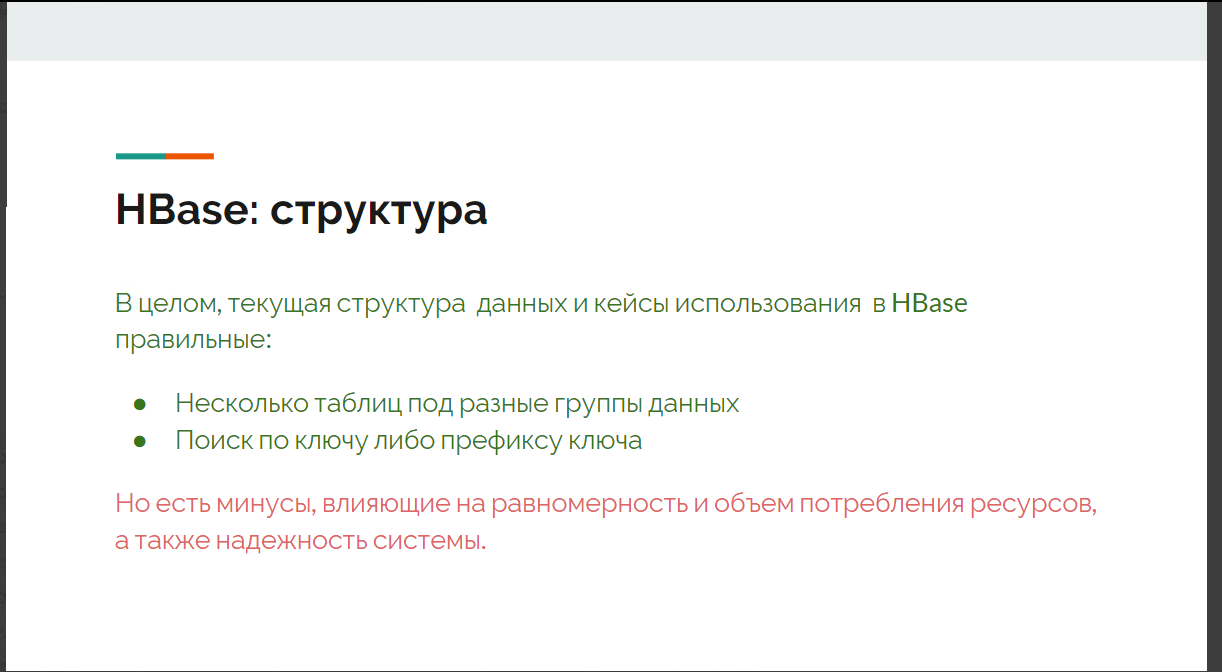 HBase: структура
В целом, текущая структура данных и кейсы использования в HBase
правильные:
● Несколько таблиц под разные группы данных
● Поиск по ключу либо префиксу ключа
Но есть минусы, влияющие на равномерность и объем потребления ресурсов,
а также надежность системы.